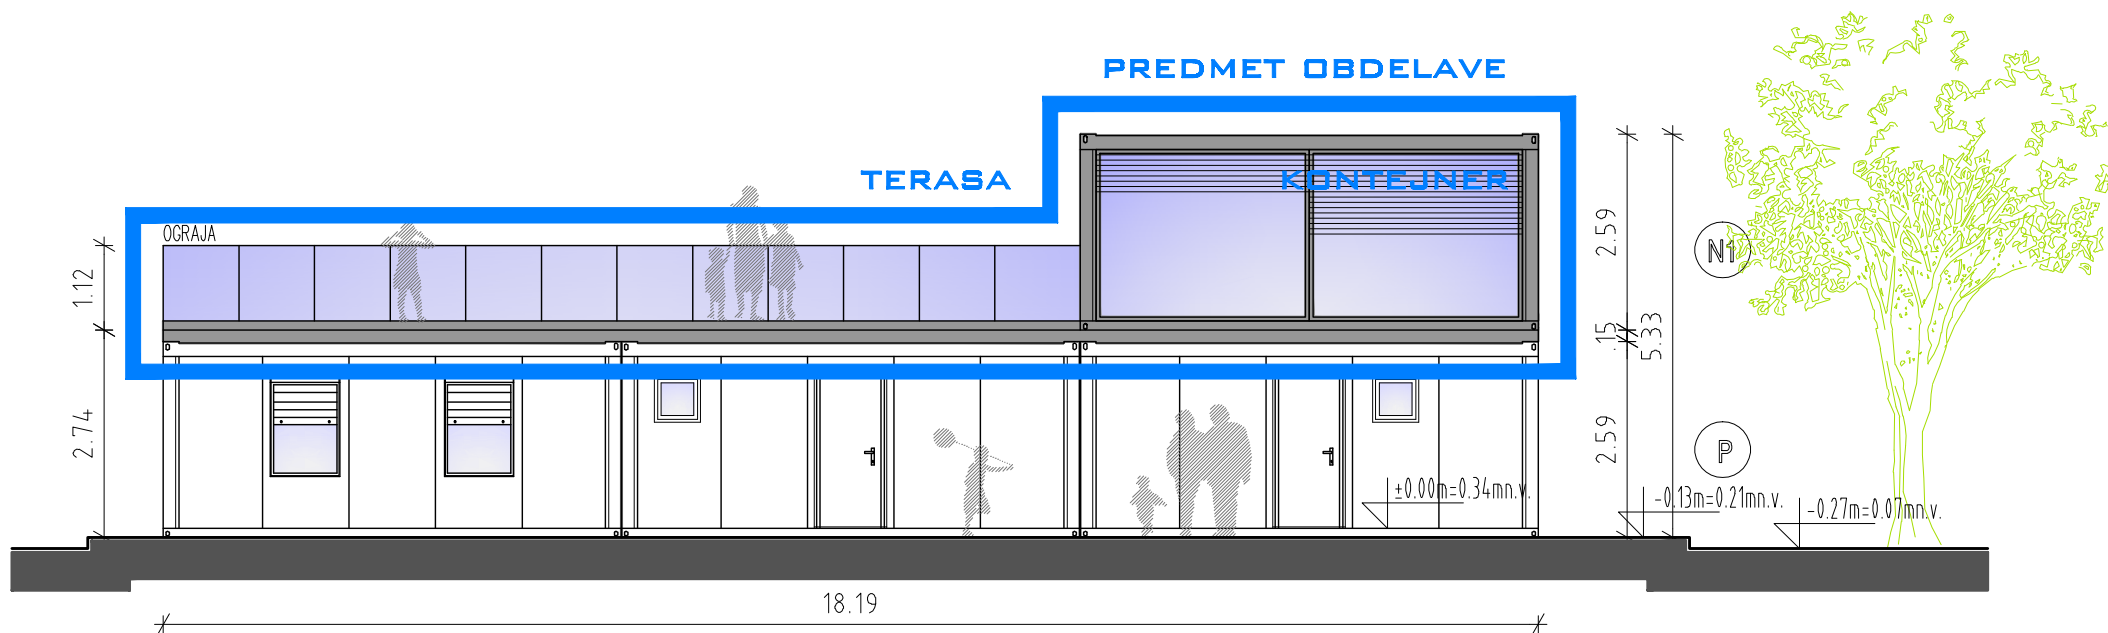 PREDMET OBDELAVE
TERASA
KONTEJNER
OGRAJA
1.12
2.74
2.59
.15
5.33
2.59
N1
P
±0.00m=0.34mn.v.
-0.13m=0.21mn.v.
-0.27m=0.07mn.v.
18.19